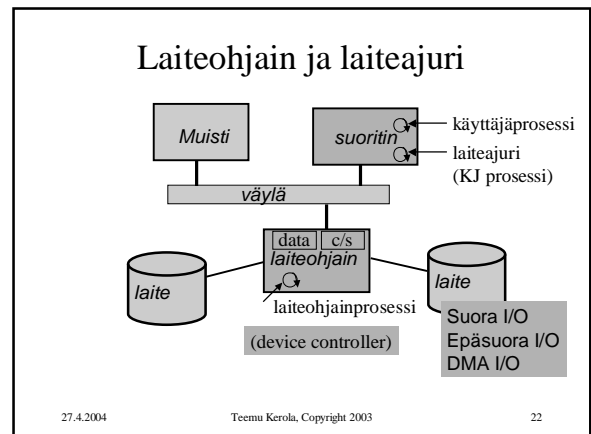 Laiteohjain ja laiteajuri
Muisti
suoritin
käyttäjäprosessi
laiteajuri
(KJ prosessi)
väylä
data
c/s
laiteohjain
laite
laite
laiteohjainprosessi
(device controller)
Suora I/O
Epäsuora I/O
DMA I/O
27.4.2004
Teemu Kerola, Copyright 2003
22